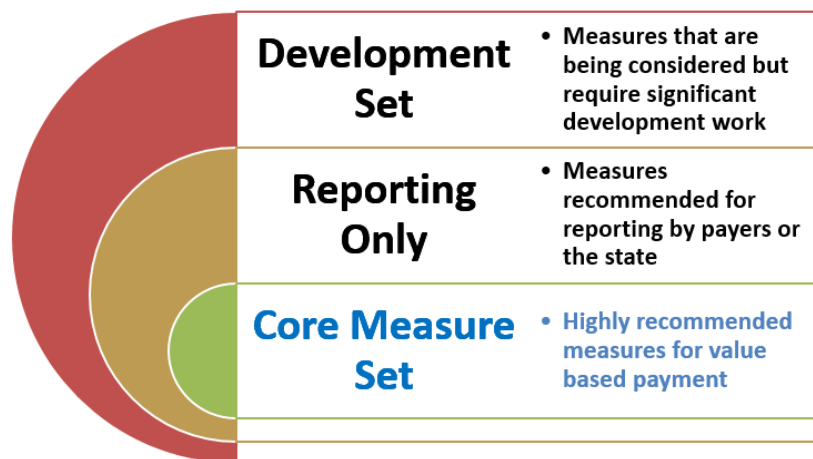 Development
Set
• Measures that are
being considered but
require significant
development work
Reporting
Only
• Measures
recommended for
reporting by payers or
the state
Core Measure
Set
• Highly recommended
measures for value
based payment